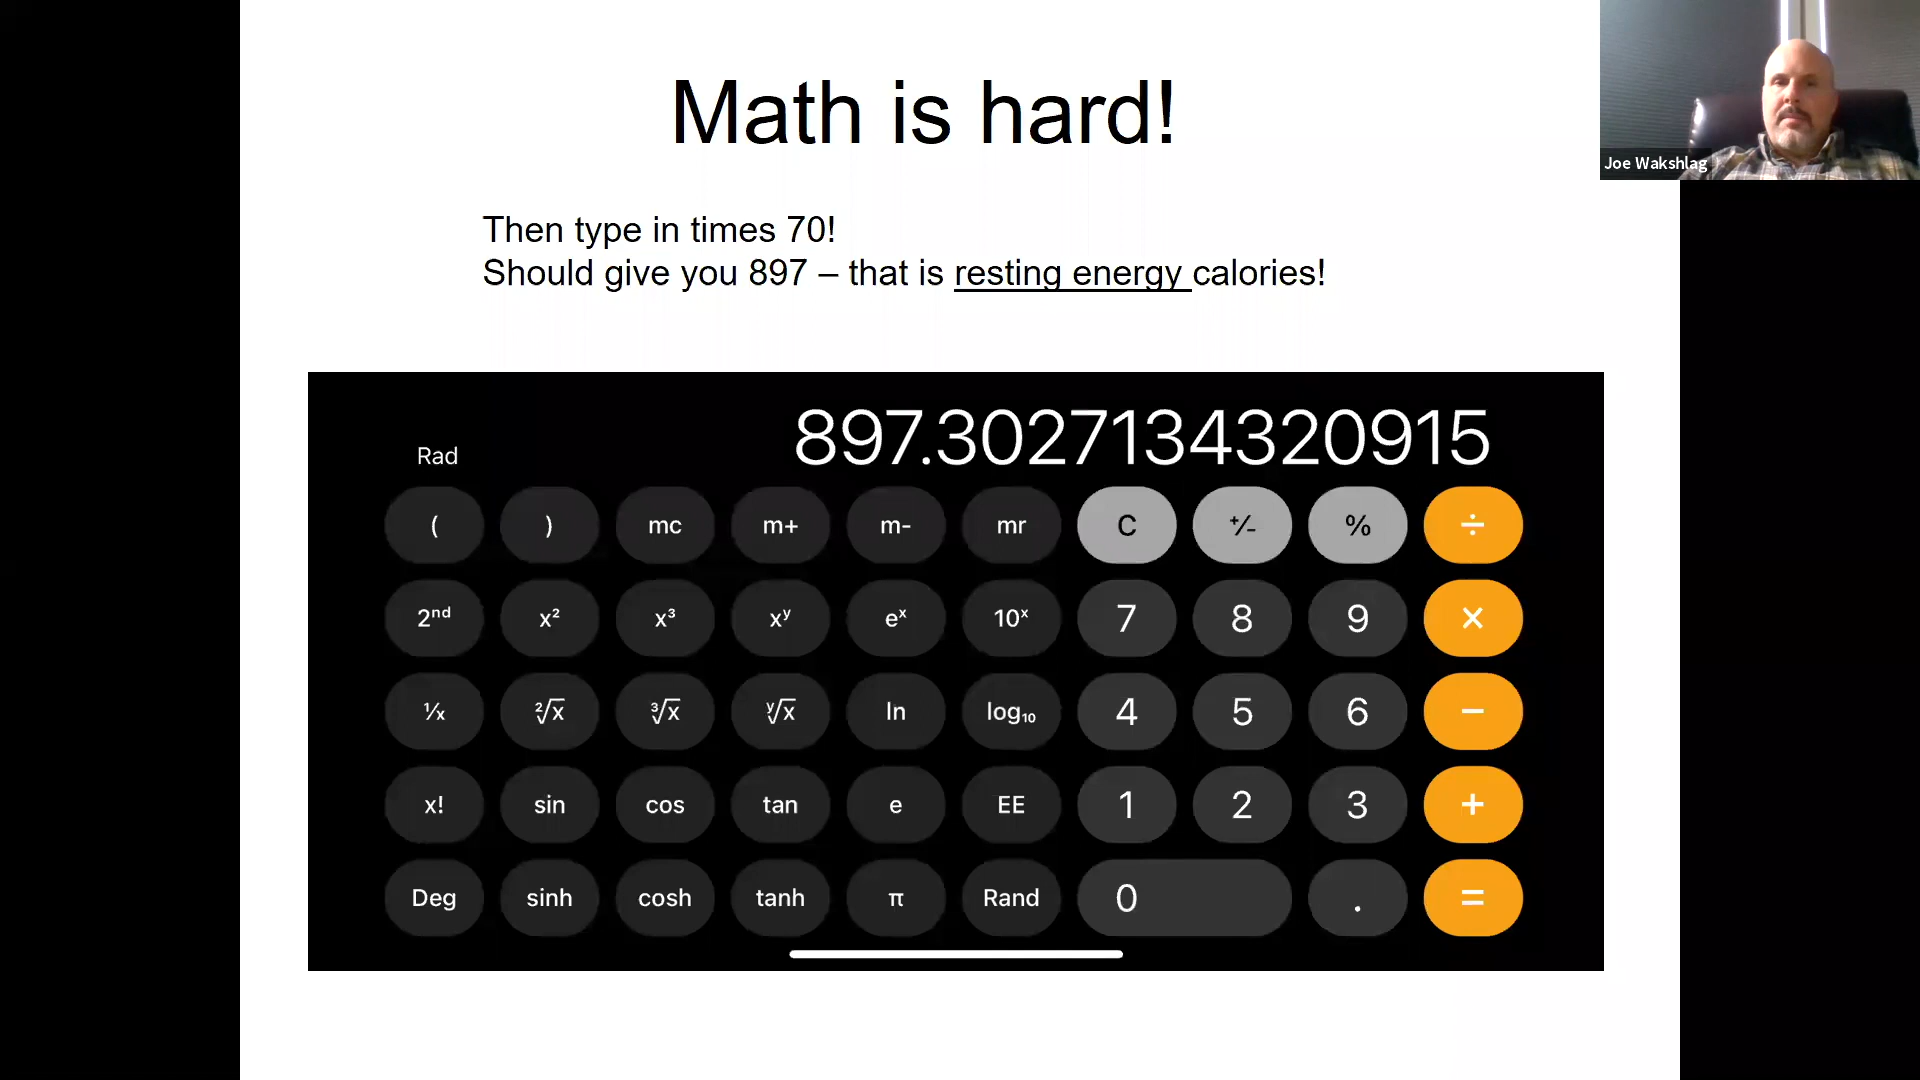 Math is hard!
Joe Wakshlag
Then type in times 70!
Should give you 897 – that is resting energy calories!
897.3027134320915
Rad
( ) mc m+ m- mr C +/- % ÷
2nd x² x³ xʸ eˣ 10ˣ 7 8 9 ×
¹/x ²√x ³√x ʸ√x ln log₁₀ 4 5 6 −
x! sin cos tan e EE 1 2 3 +
Deg sinh cosh tanh π Rand 0 . =